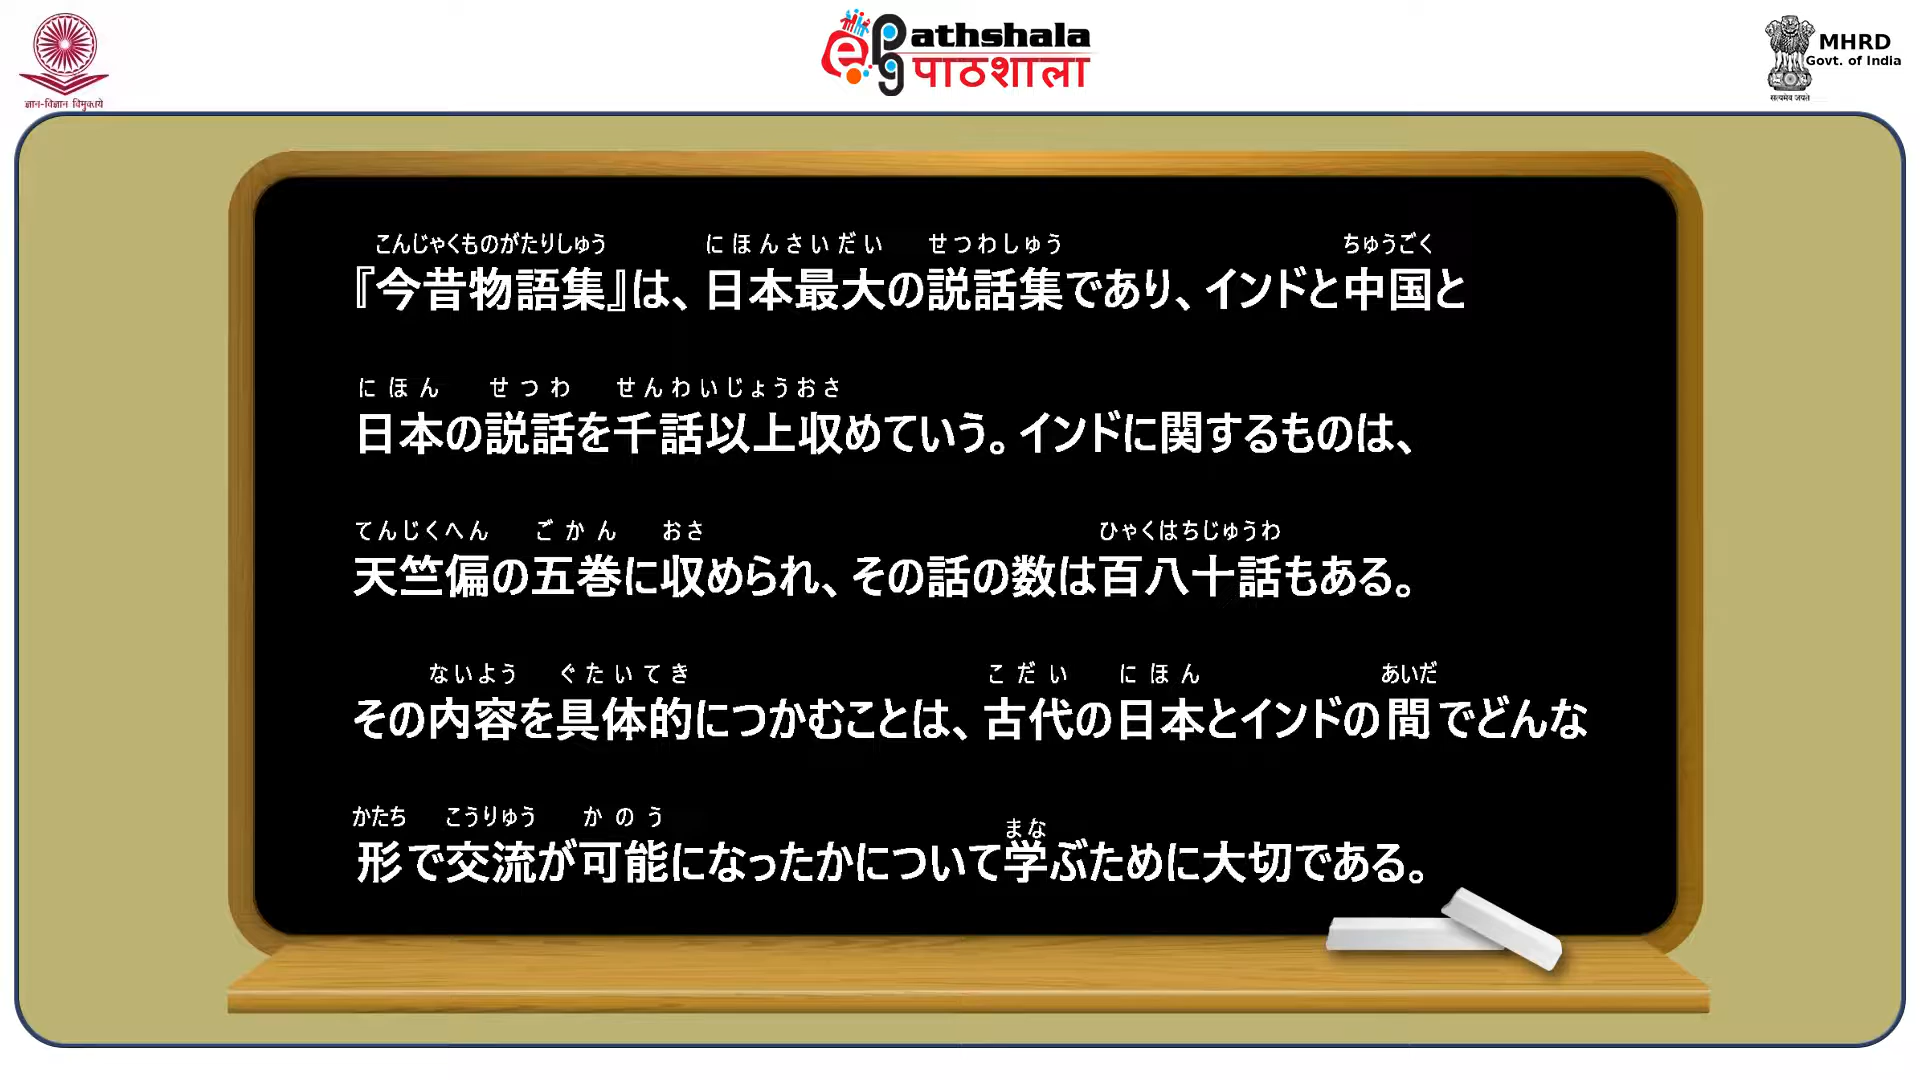 ज्ञान-विज्ञान विमुक्तये
ePathshala
पाठशाला
MHRD
Govt. of India
सत्यमेव जयते
こんじゃくものがたりしゅう にほんさいだい せつわしゅう ちゅうごく
『今昔物語集』は、日本最大の説話集であり、インドと中国と
にほん せつわ せんわいじょうおさ
日本の説話を千話以上収めていう。インドに関するものは、
てんじくへん ごかん おさ ひゃくはちじゅうわ
天竺偏の五巻に収められ、その話の数は百八十話もある。
ないよう ぐたいてき こだい にほん あいだ
その内容を具体的につかむことは、古代の日本とインドの間でどんな
かたち こうりゅう かのう まな
形で交流が可能になったかについて学ぶために大切である。